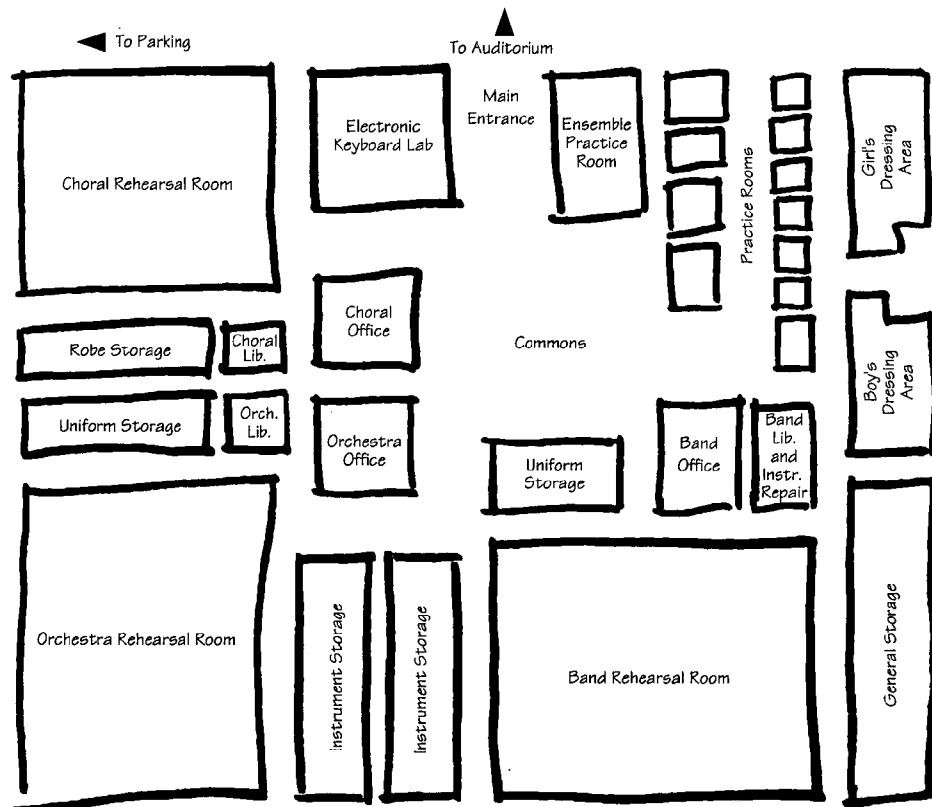 To Parking
To Auditorium
Main
Entrance
Choral Rehearsal Room
Electronic
Keyboard Lab
Ensemble
Practice
Room
Practice Rooms
Girl's
Dressing
Area
Choral
Office
Commons
Robe Storage
Choral
Lib.
Boy's
Dressing
Area
Uniform Storage
Orch.
Lib.
Orchestra
Office
Uniform
Storage
Band
Office
Band
Lib.
and
Instr.
Repair
Orchestra Rehearsal Room
Instrument Storage
Instrument Storage
Band Rehearsal Room
General Storage